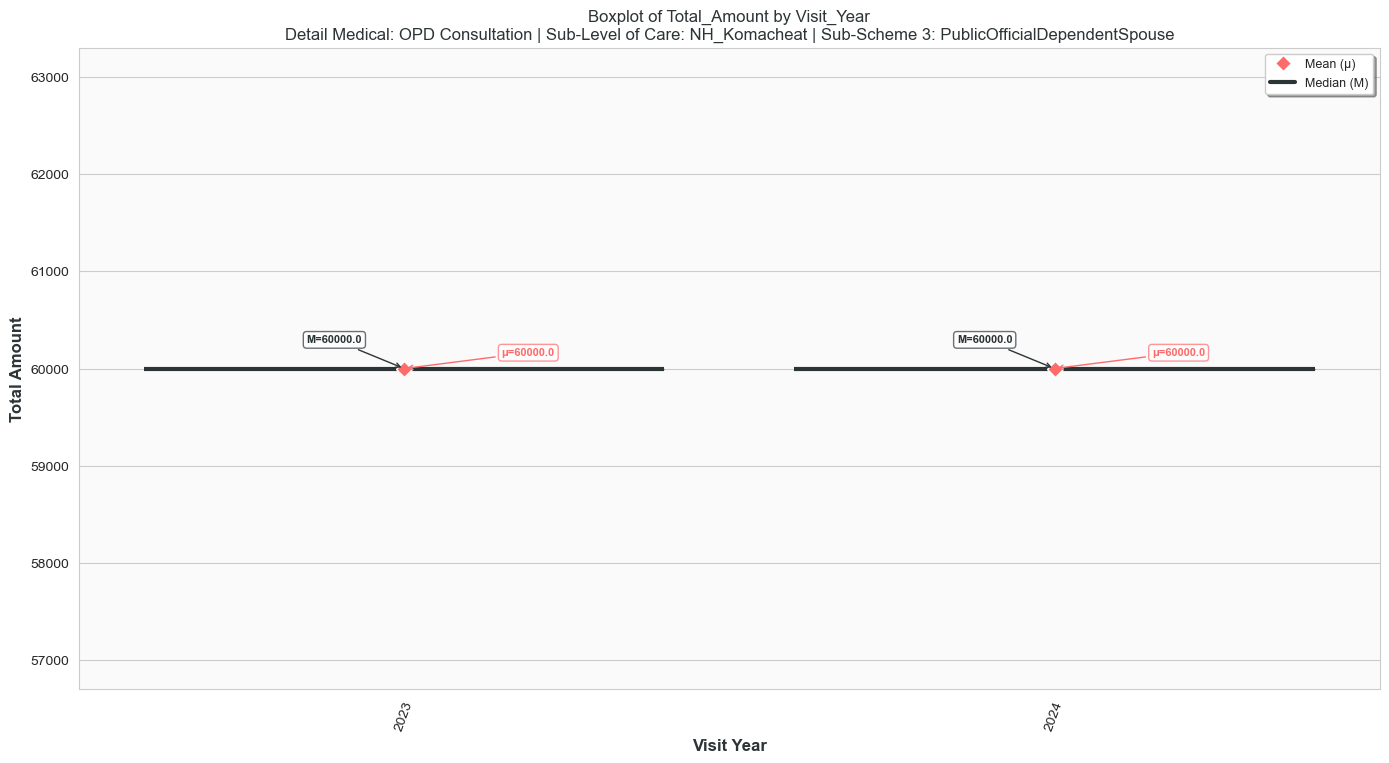 Boxplot of Total_Amount by Visit_Year
Detail Medical: OPD Consultation | Sub-Level of Care: NH_Komacheat | Sub-Scheme 3: PublicOfficialDependentSpouse
Mean (μ)
Median (M)
63000
62000
61000
60000
59000
58000
57000
Total Amount
M=60000.0
μ=60000.0
M=60000.0
μ=60000.0
2023
2024
Visit Year